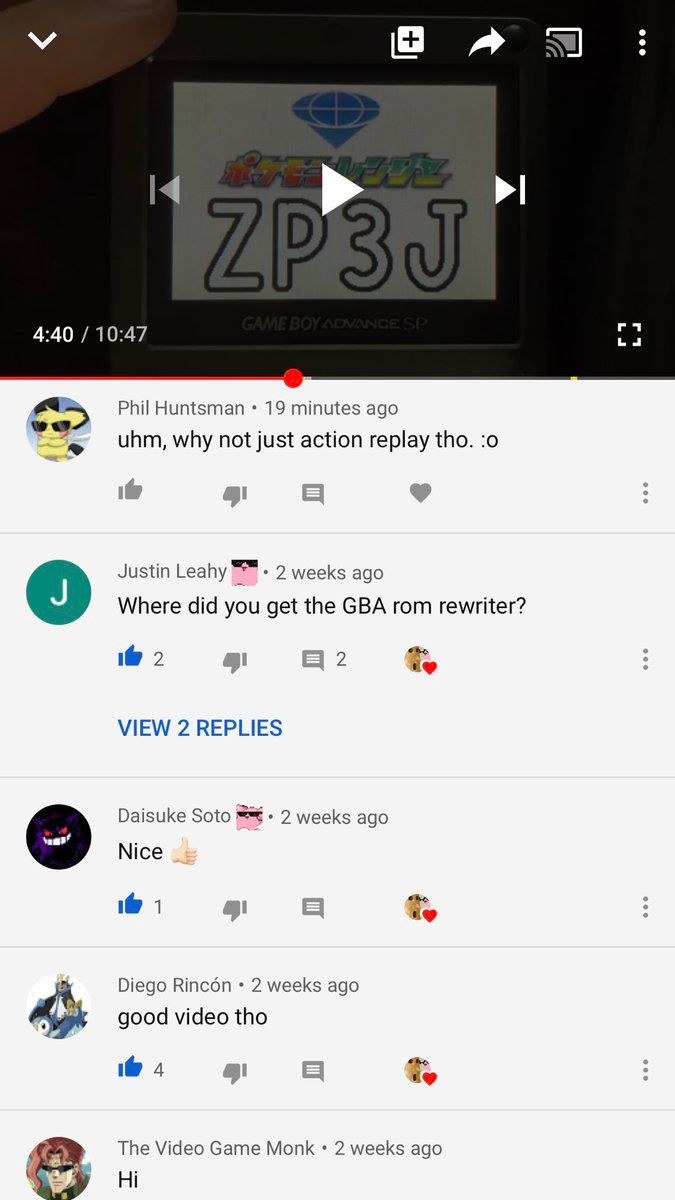 ポケモンレンジャー
ZP3J
GAME BOY ADVANCE SP
4:40 / 10:47
Phil Huntsman • 19 minutes ago
uhm, why not just action replay tho. :o
Justin Leahy • 2 weeks ago
Where did you get the GBA rom rewriter?
2 2
VIEW 2 REPLIES
J
Daisuke Soto • 2 weeks ago
Nice 👍🏻
1
Diego Rincón • 2 weeks ago
good video tho
4
The Video Game Monk • 2 weeks ago
Hi